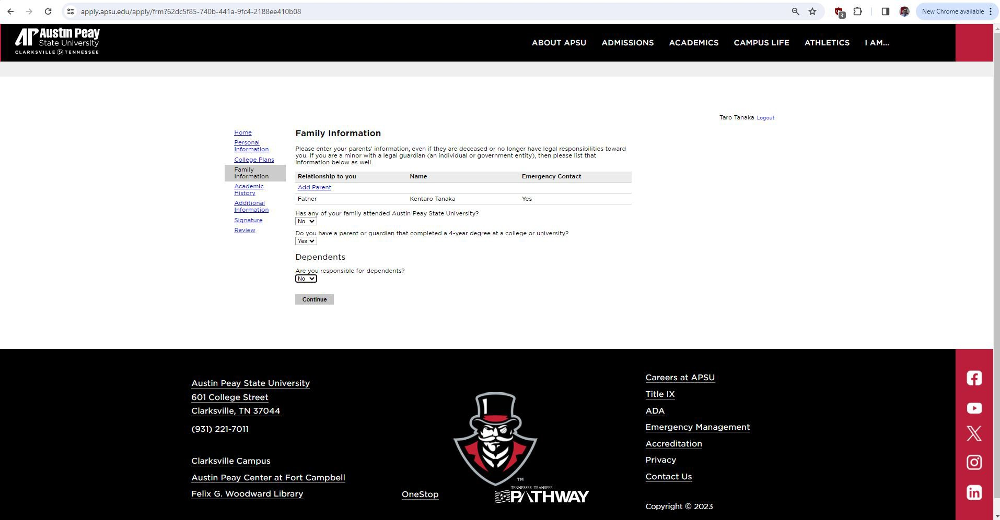 apply.apsu.edu/apply/frm?62dc5f85-740b-441a-9fc4-2188ee410b08
3
New Chrome available
AP Austin Peay
State University
CLARKSVILLE TENNESSEE
ABOUT APSU
ADMISSIONS
ACADEMICS
CAMPUS LIFE
ATHLETICS
I AM...
Taro Tanaka Logout
Home
Personal
Information
College Plans
Family
Information
Academic
History
Additional
Information
Signature
Review
Family Information
Please enter your parents' information, even if they are deceased or no longer have legal responsibilities toward
you. If you are a minor with a legal guardian (an individual or government entity), then please list that
information below as well.
Relationship to you Name Emergency Contact
Add Parent
Father Kentaro Tanaka Yes
Has any of your family attended Austin Peay State University?
No
Do you have a parent or guardian that completed a 4-year degree at a college or university?
Yes
Dependents
Are you responsible for dependents?
No
Continue
Austin Peay State University
601 College Street
Clarksville, TN 37044
(931) 221-7011
Clarksville Campus
Austin Peay Center at Fort Campbell
Felix G. Woodward Library
OneStop
TM
TENNESSEE TRANSFER
PATHWAY
Careers at APSU
Title IX
ADA
Emergency Management
Accreditation
Privacy
Contact Us
Copyright © 2023